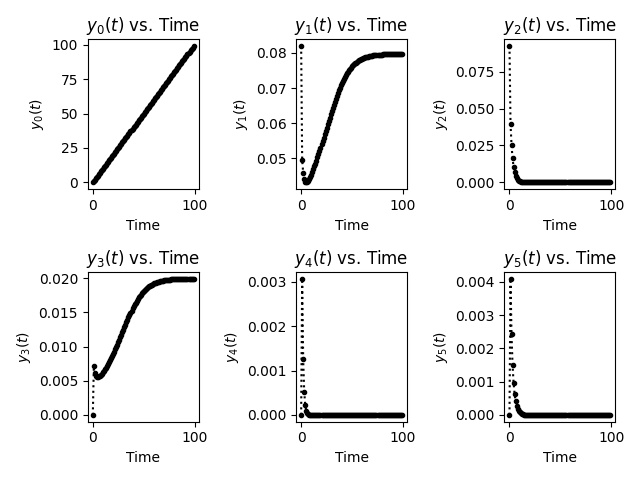 y₀(t) vs. Time
y₁(t) vs. Time
y₂(t) vs. Time
y₀(t)
100
75
50
25
0
0
100
Time
y₁(t)
0.08
0.07
0.06
0.05
0
100
Time
y₂(t)
0.075
0.050
0.025
0.000
0
100
Time
y₃(t) vs. Time
y₄(t) vs. Time
y₅(t) vs. Time
y₃(t)
0.020
0.015
0.010
0.005
0.000
0
100
Time
y₄(t)
0.003
0.002
0.001
0.000
0
100
Time
y₅(t)
0.004
0.003
0.002
0.001
0.000
0
100
Time